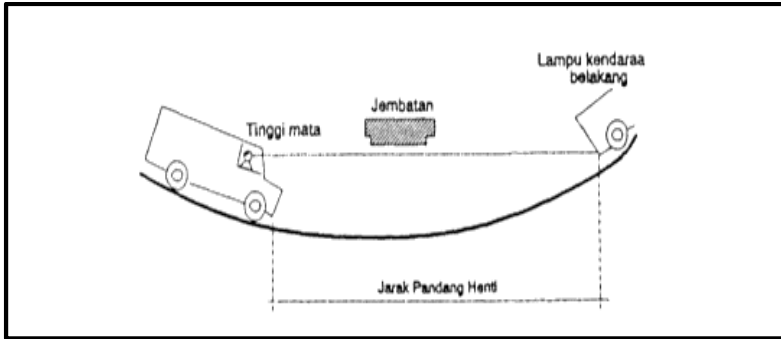 Lampu kendaraa
belakang
Jembatan
Tinggi mata
Jarak Pandang Henti